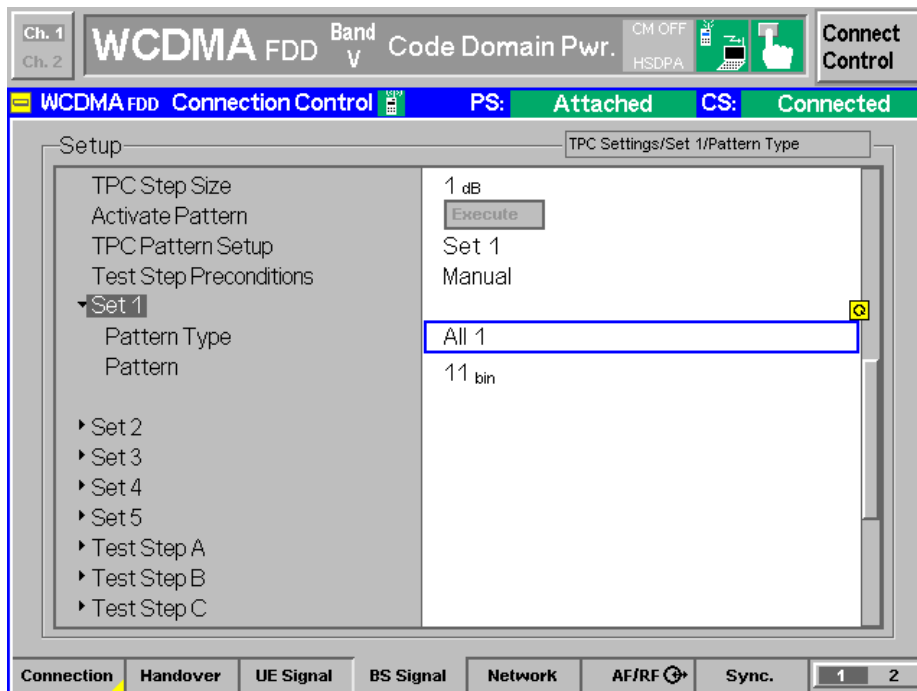 Ch. 1
Ch. 2
WCDMA FDD Band V Code Domain Pwr.
CM OFF
HSDPA
Connect Control
WCDMA FDD Connection Control PS: Attached CS: Connected
Setup TPC Settings/Set 1/Pattern Type
TPC Step Size 1 dB
Activate Pattern Execute
TPC Pattern Setup Set 1
Test Step Preconditions Manual
Set 1
Pattern Type All 1
Pattern 11 bin
Set 2
Set 3
Set 4
Set 5
Test Step A
Test Step B
Test Step C
Connection Handover UE Signal BS Signal Network AF/RF Sync. 1 2